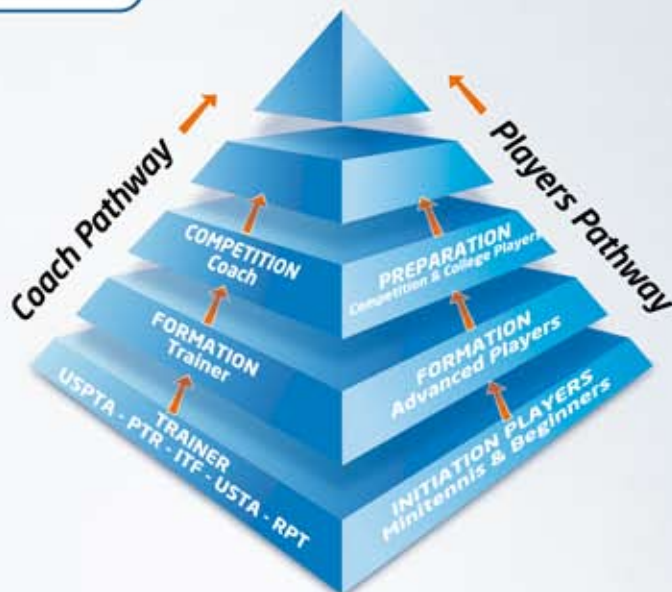 Coach Pathway
Players Pathway
COMPETITION
Coach
PREPARATION
Competition & College Players
FORMATION
Trainer
FORMATION
Advanced Players
TRAINER
USPTA - PTR - ITF - USTA - RPT
INITIATION PLAYERS
Minitennis & Beginners